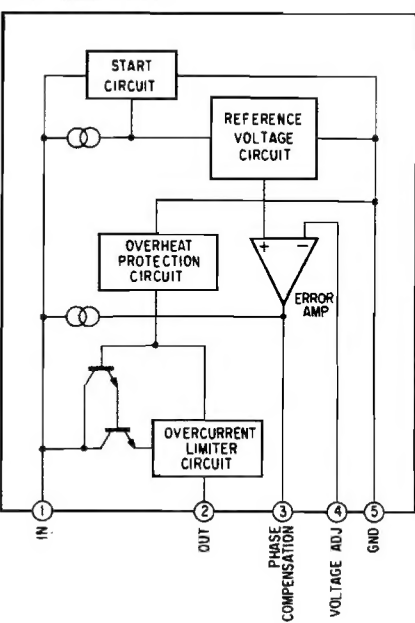 START
CIRCUIT
REFERENCE
VOLTAGE
CIRCUIT
OVERHEAT
PROTECTION
CIRCUIT
+ −
ERROR
AMP
OVERCURRENT
LIMITER
CIRCUIT
1 2 3 4 5
IN
OUT
PHASE
COMPENSATION
VOLTAGE ADJ
GND